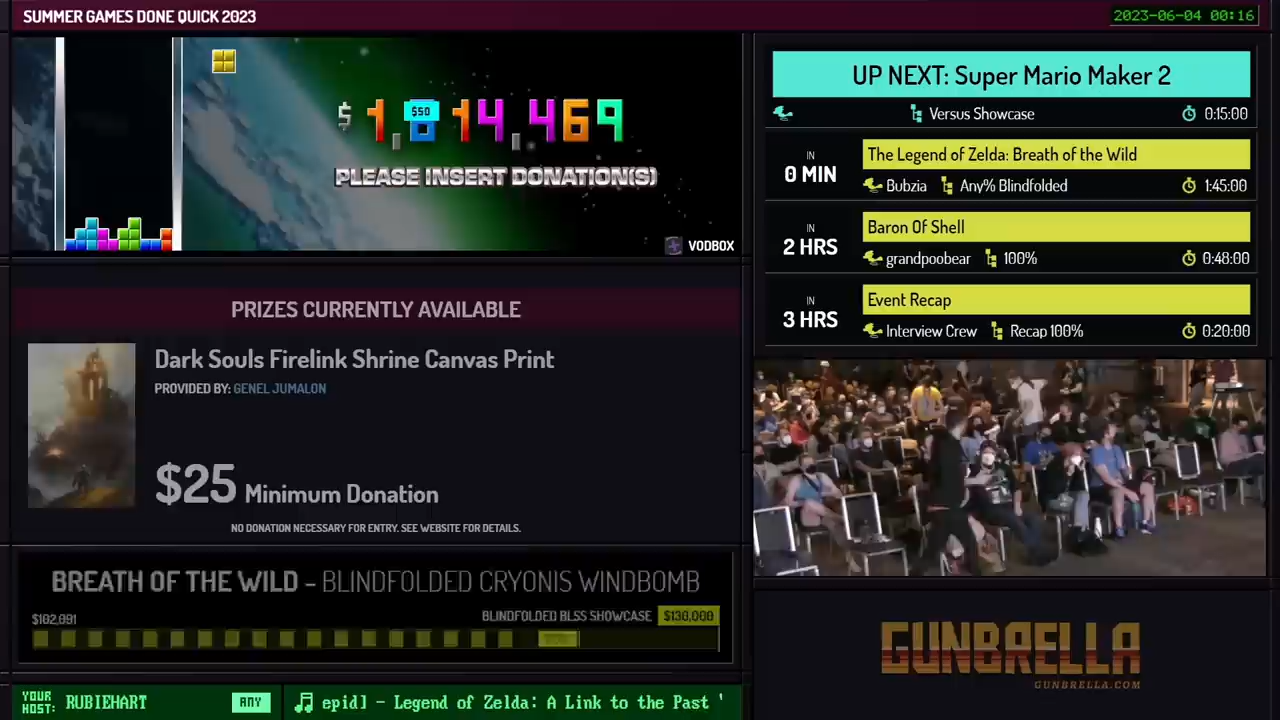 SUMMER GAMES DONE QUICK 2023
2023-06-04 00:16
$50
$1,814,469
PLEASE INSERT DONATION(S)
VODBOX
PRIZES CURRENTLY AVAILABLE
Dark Souls Firelink Shrine Canvas Print
PROVIDED BY: GENEL JUMALON
$25 Minimum Donation
NO DONATION NECESSARY FOR ENTRY. SEE WEBSITE FOR DETAILS.
BREATH OF THE WILD - BLINDFOLDED CRYONIS WINDBOMB
BLINDFOLDED BLSS SHOWCASE $130,000
YOUR HOST: RUBIEHART ANY
epid] - Legend of Zelda: A Link to the Past '
UP NEXT: Super Mario Maker 2
Versus Showcase 0:15:00
IN 0 MIN
The Legend of Zelda: Breath of the Wild
Bubzia Any% Blindfolded 1:45:00
IN 2 HRS
Baron Of Shell
grandpoobear 100% 0:48:00
IN 3 HRS
Event Recap
Interview Crew Recap 100% 0:20:00
GUNBRELLA
GUNBRELLA.COM